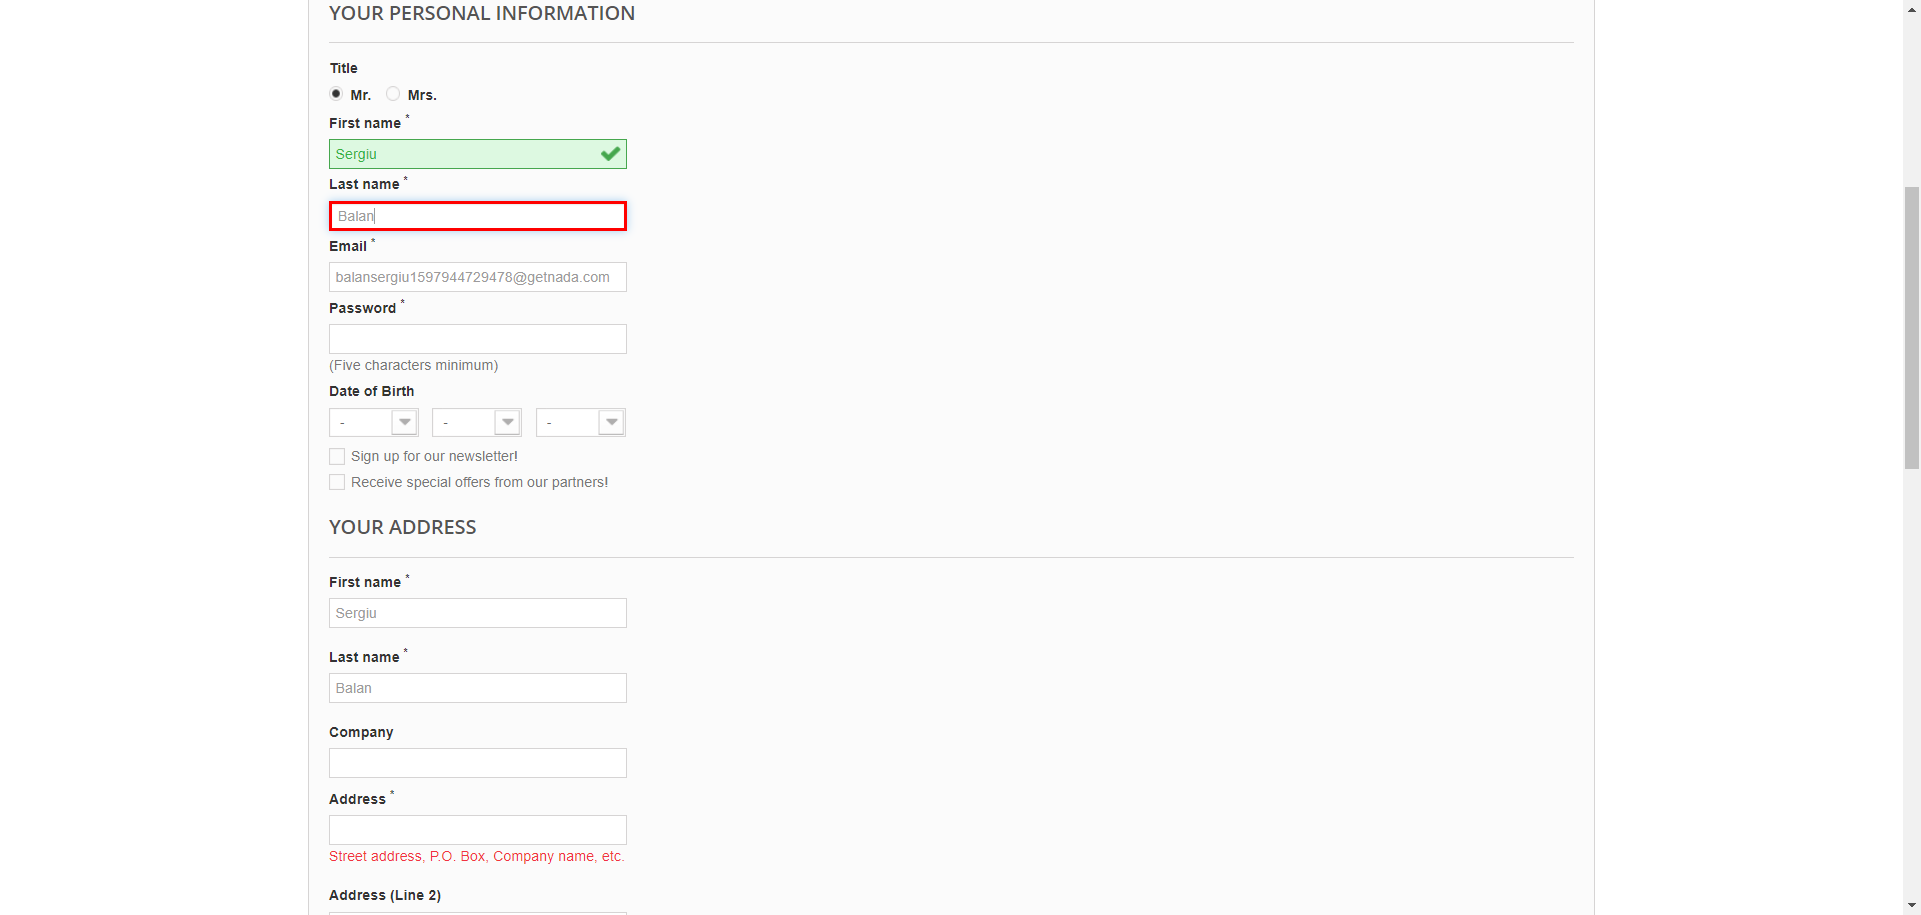 YOUR PERSONAL INFORMATION
Title
Mr. Mrs.
First name *
Sergiu
Last name *
Balan
Email *
balansergiu1597944729478@getnada.com
Password *
(Five characters minimum)
Date of Birth
- - -
Sign up for our newsletter!
Receive special offers from our partners!
YOUR ADDRESS
First name *
Sergiu
Last name *
Balan
Company
Address *
Street address, P.O. Box, Company name, etc.
Address (Line 2)